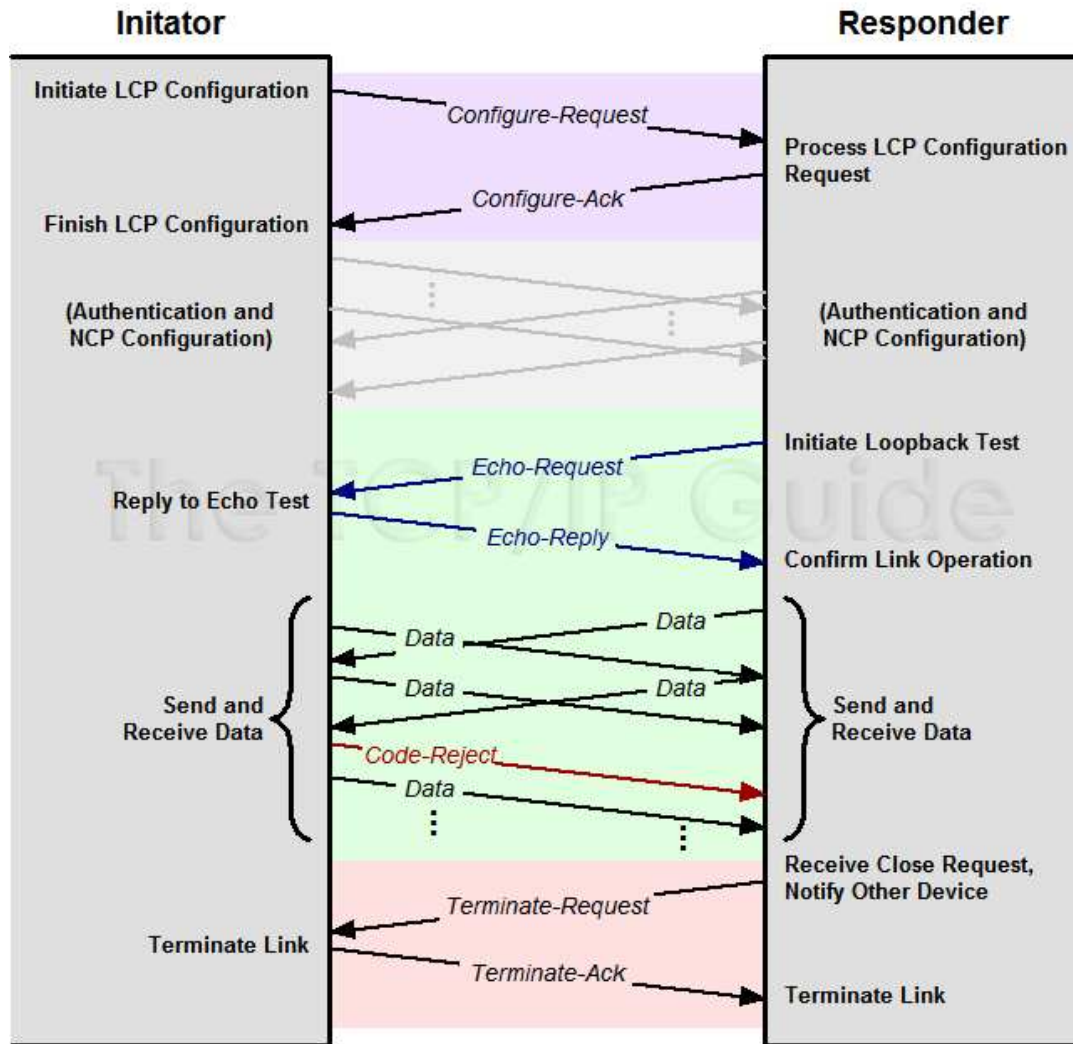 Initator
Responder
Initiate LCP Configuration
Configure-Request
Process LCP Configuration
Request
Configure-Ack
Finish LCP Configuration
(Authentication and
NCP Configuration)
(Authentication and
NCP Configuration)
Initiate Loopback Test
Echo-Request
The TCP/IP Guide
Reply to Echo Test
Echo-Reply
Confirm Link Operation
Data
Data
Data
Data
Send and
Receive Data
Send and
Receive Data
Code-Reject
Data
Receive Close Request,
Notify Other Device
Terminate-Request
Terminate Link
Terminate-Ack
Terminate Link